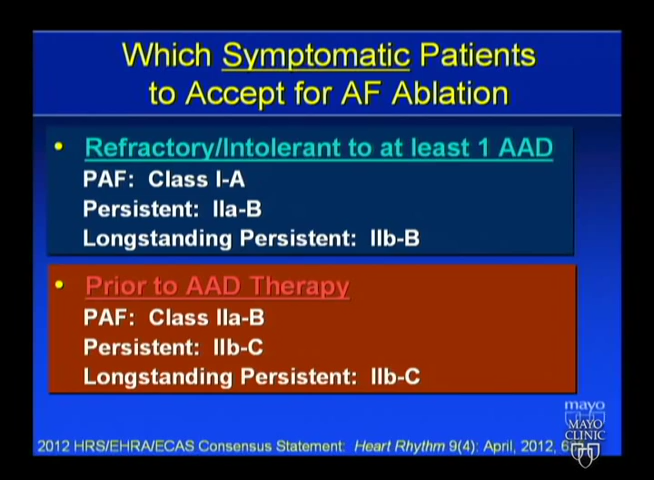 Which Symptomatic Patients
to Accept for AF Ablation
• Refractory/Intolerant to at least 1 AAD
PAF: Class I-A
Persistent: IIa-B
Longstanding Persistent: IIb-B
• Prior to AAD Therapy
PAF: Class IIa-B
Persistent: IIb-C
Longstanding Persistent: IIb-C
mayo
MAYO
CLINIC
2012 HRS/EHRA/ECAS Consensus Statement: Heart Rhythm 9(4): April, 2012,